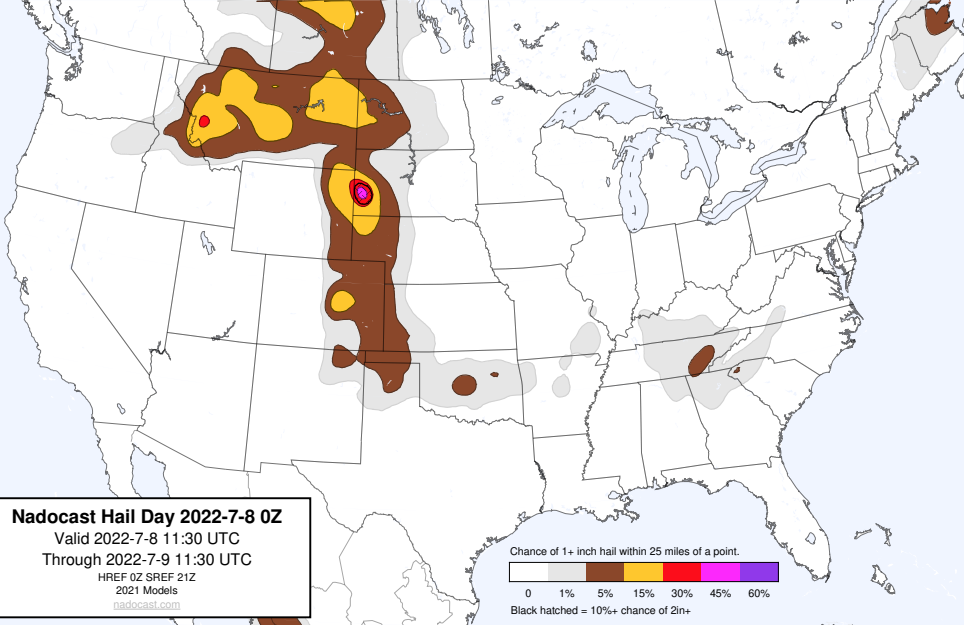 Nadocast Hail Day 2022-7-8 0Z
Valid 2022-7-8 11:30 UTC
Through 2022-7-9 11:30 UTC
HREF 0Z SREF 21Z
2021 Models
nadocast.com
Chance of 1+ inch hail within 25 miles of a point.
0 1% 5% 15% 30% 45% 60%
Black hatched = 10%+ chance of 2in+